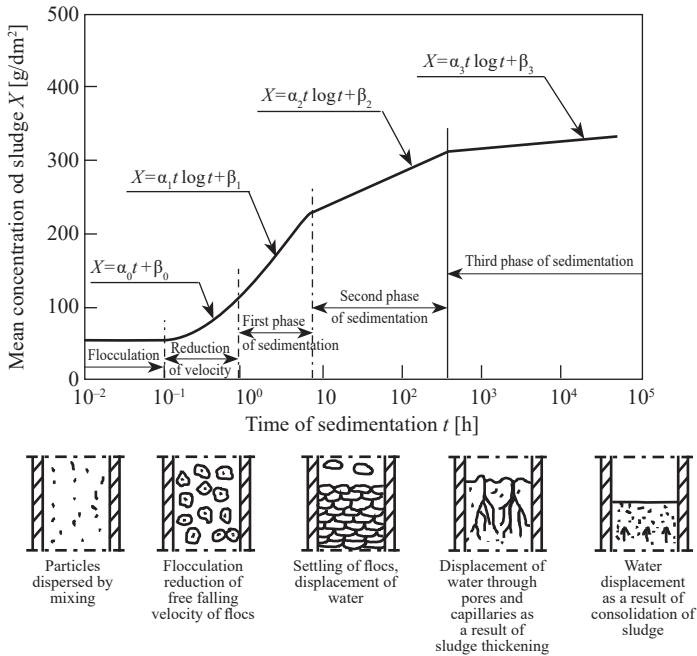 Mean concentration od sludge X [g/dm²]
500
400
300
200
100
0
X=α₃t logt+β₃
X=α₂t logt+β₂
X=α₁t logt+β₁
X=α₀t+β₀
Third phase of sedimentation
Second phase
of sedimentation
First phase
of sedimentation
Flocculation
Reduction
of velocity
10⁻² 10⁻¹ 10⁰ 10² 10³ 10⁴ 10⁵
Time of sedimentation t [h]
Particles
dispersed by
mixing
Flocculation
reduction of
free falling
velocity of flocs
Settling of flocs,
displacement of
water
Displacement of
water through
pores and
capillaries as
a result of
sludge thickening
Water
displacement
as a result of
consolidation of
sludge